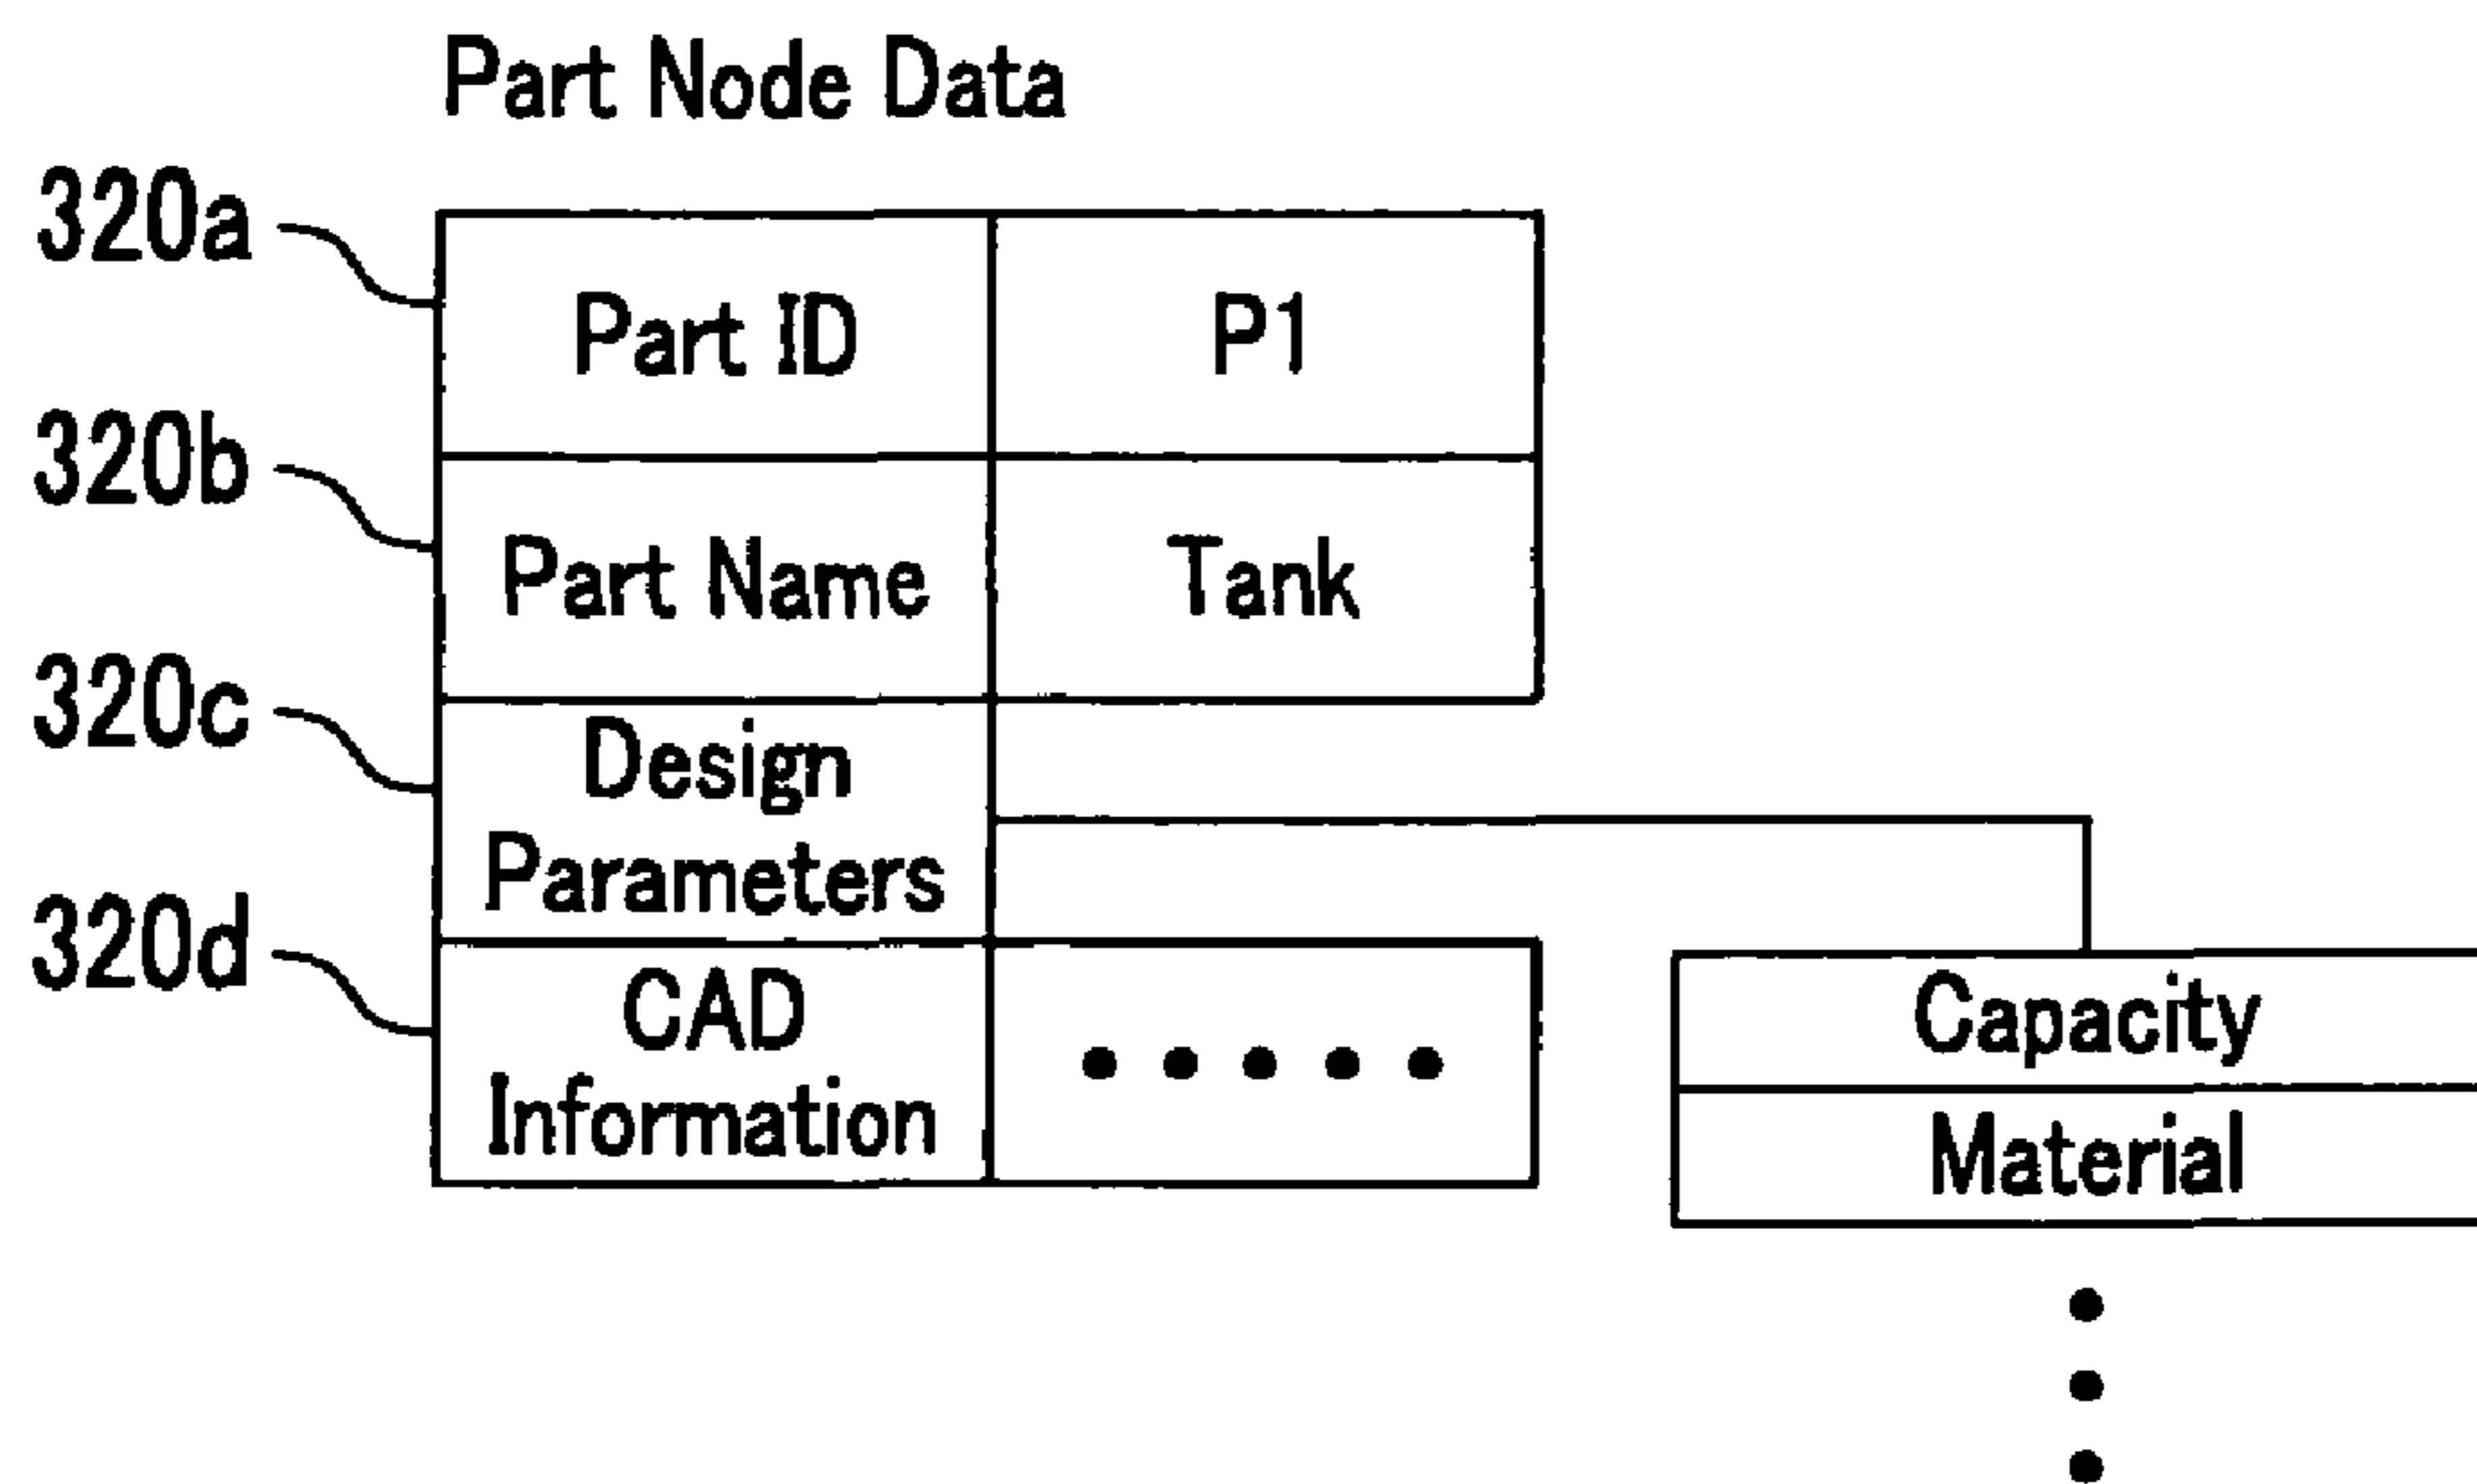 Part Node Data
320a
Part ID
P1
320b
Part Name
Tank
320c
Design
Parameters
320d
CAD
Information
• • • • •
Capacity
Material